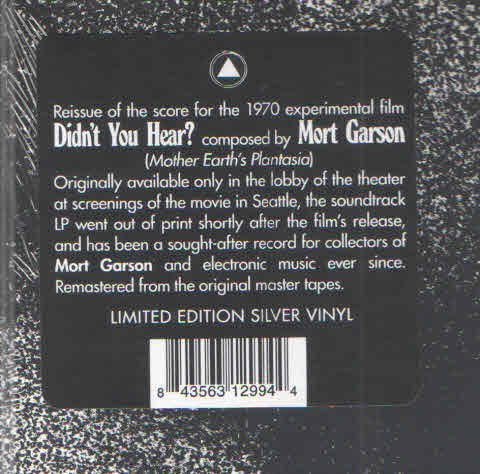 Reissue of the score for the 1970 experimental film
Didn't You Hear? composed by Mort Garson
(Mother Earth's Plantasia)
Originally available only in the lobby of the theater
at screenings of the movie in Seattle, the soundtrack
LP went out of print shortly after the film's release,
and has been a sought-after record for collectors of
Mort Garson and electronic music ever since.
Remastered from the original master tapes.
LIMITED EDITION SILVER VINYL
8 43563 12994 4